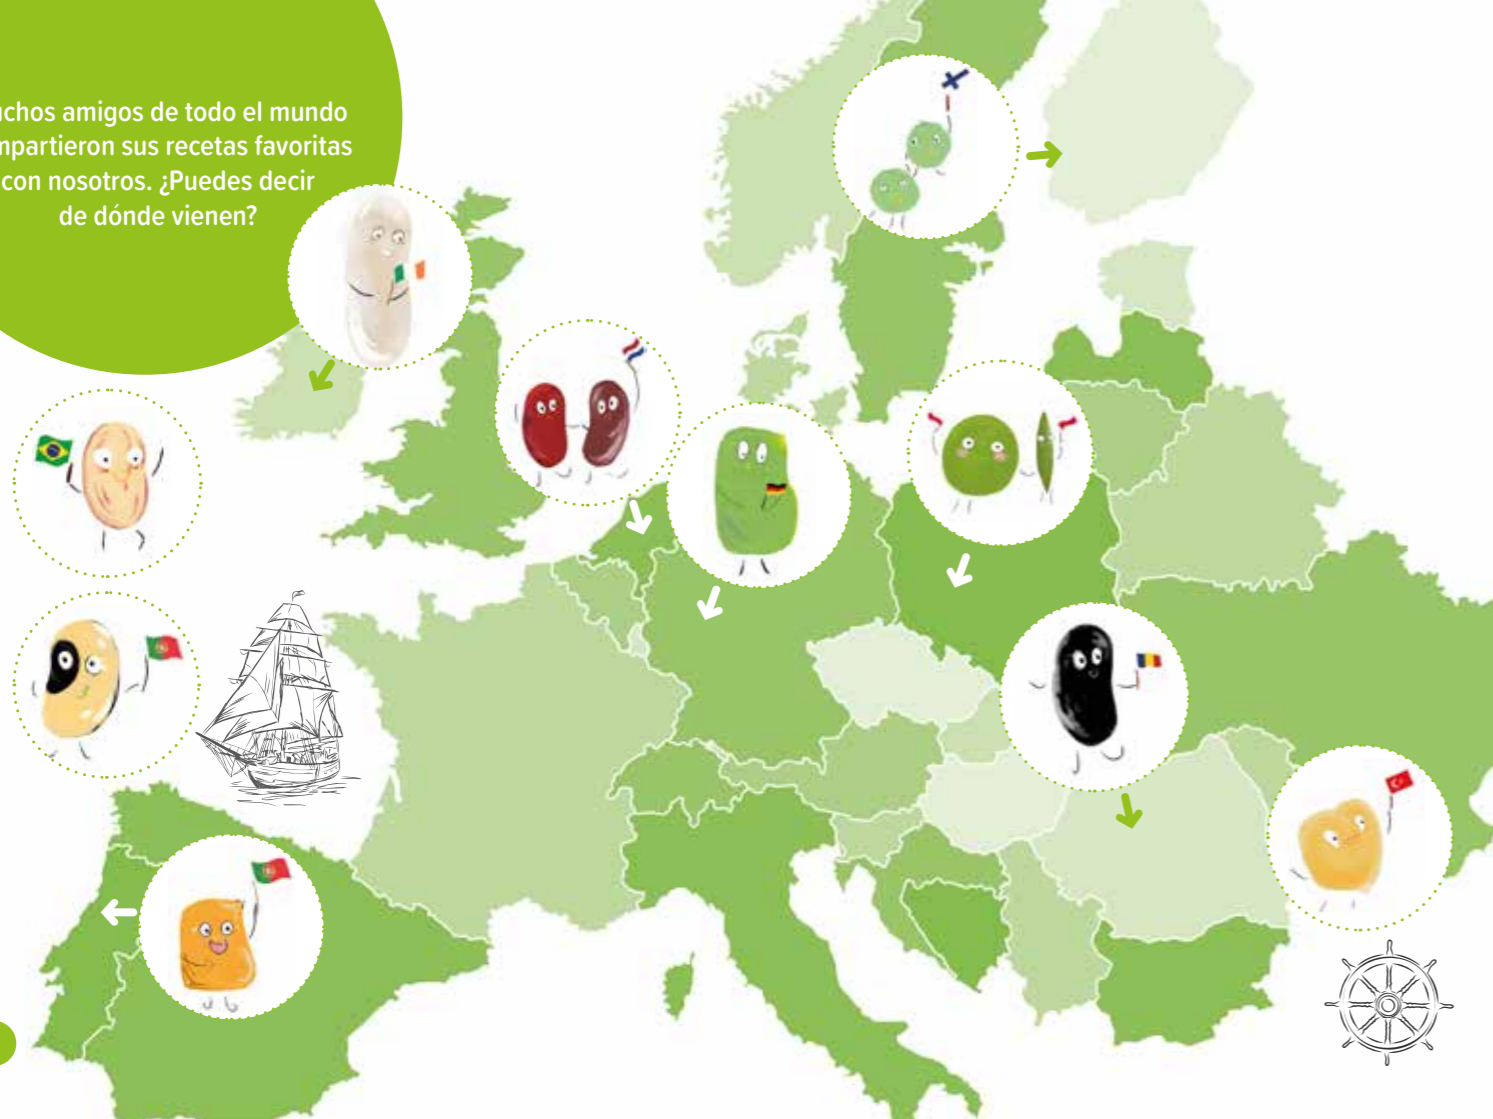 uchos amigos de todo el mundo
mpartieron sus recetas favoritas
con nosotros. ¿Puedes decir
de dónde vienen?